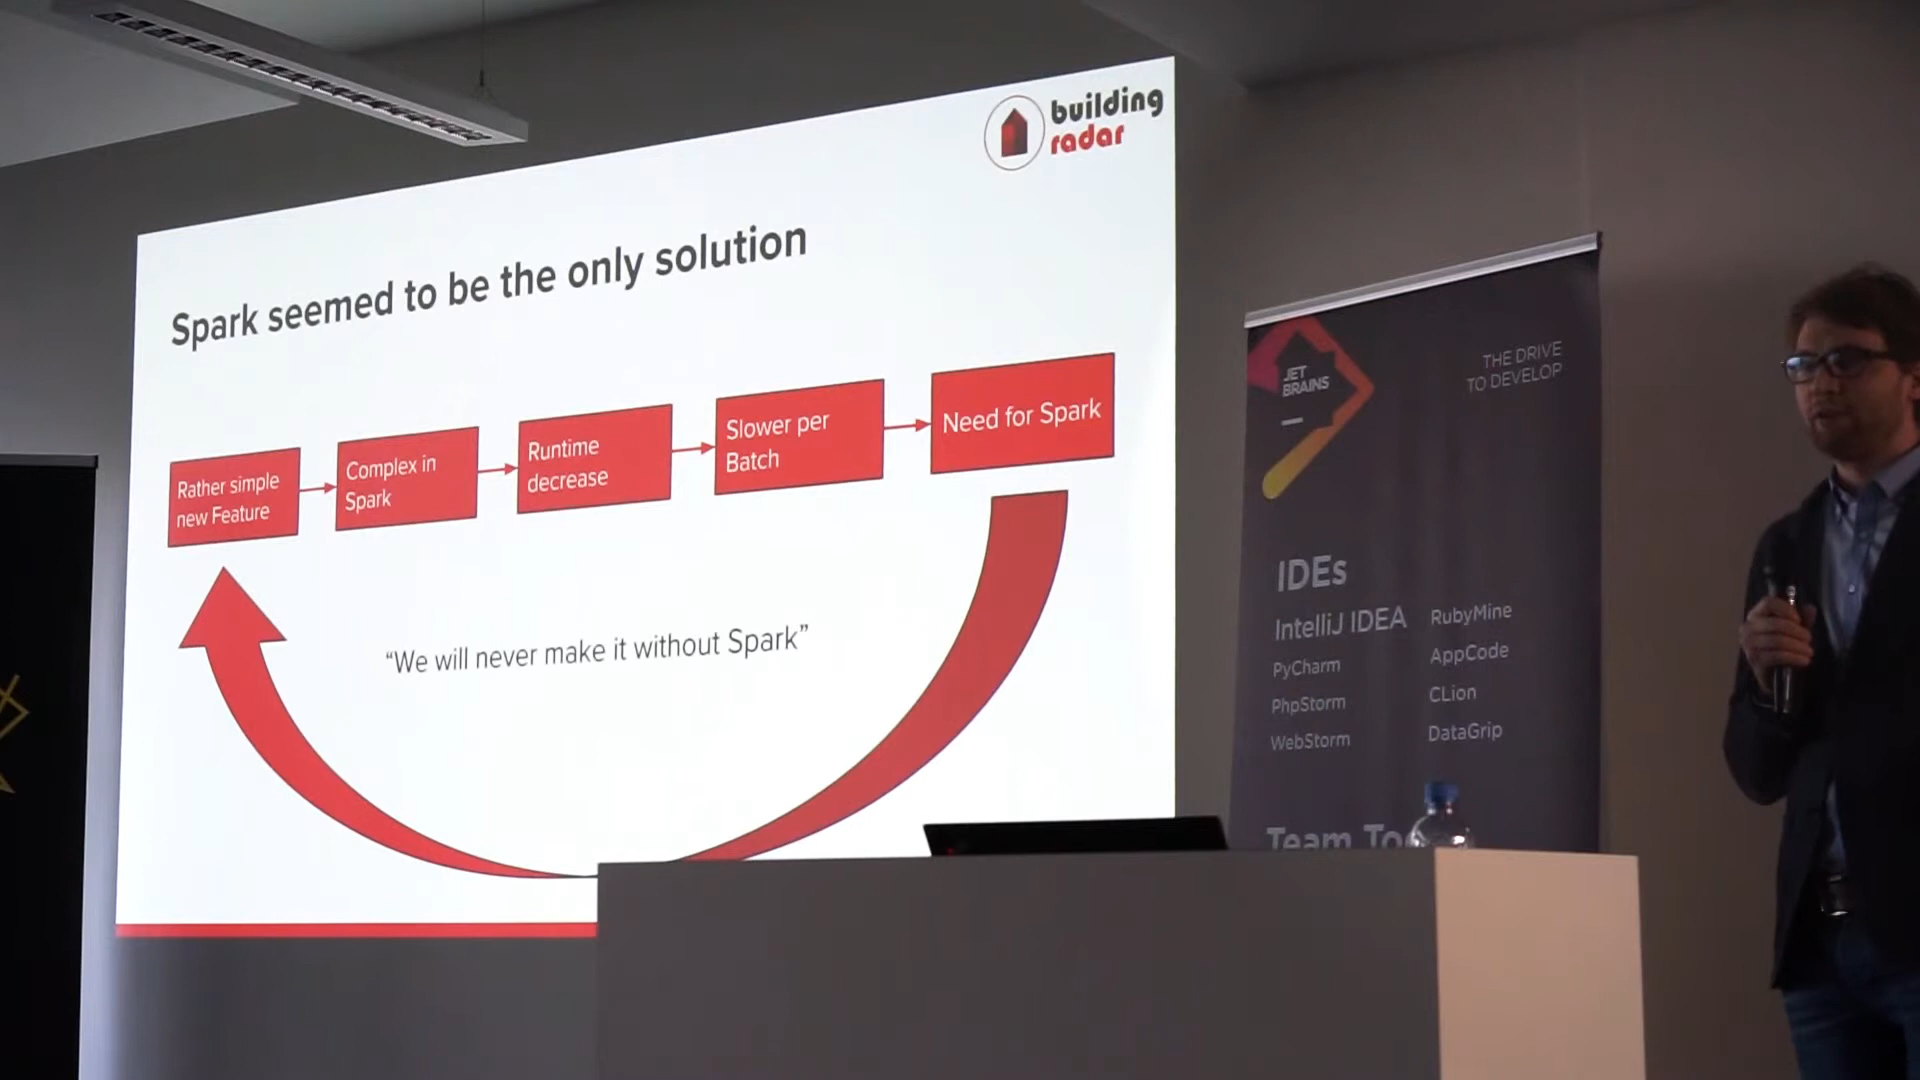 building
radar
Spark seemed to be the only solution
Rather simple
new Feature
Complex in
Spark
Runtime
decrease
Slower per
Batch
Need for Spark
“We will never make it without Spark”
JET
BRAINS
THE DRIVE
TO DEVELOP
IDEs
IntelliJ IDEA
PyCharm
PhpStorm
WebStorm
RubyMine
AppCode
CLion
DataGrip
Team